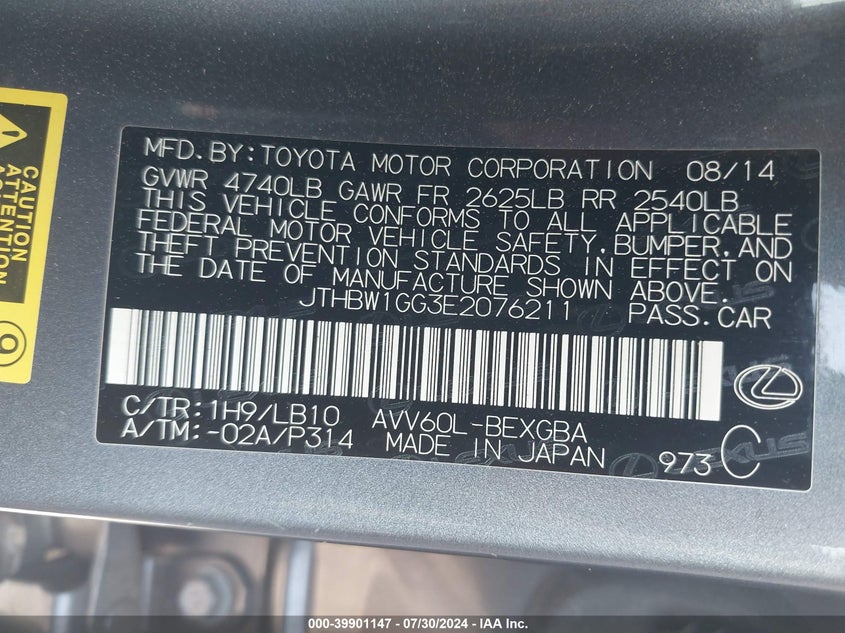 CAUTION
ATTENTION
MFD.BY:TOYOTA MOTOR CORPORATION 08/14
GVWR 4740LB GAWR FR 2625LB RR 2540LB
THIS VEHICLE CONFORMS TO ALL APPLICABLE
FEDERAL MOTOR VEHICLE SAFETY,BUMPER,AND
THEFT PREVENTION STANDARDS IN EFFECT ON
THE DATE OF MANUFACTURE SHOWN ABOVE.
JTHBW1GG3E2076211 PASS.CAR
C/TR:1H9/LB10 AVV60L-BEXGBA
A/TM:-02A/P314 MADE IN JAPAN 973 C
LEXUS
000-39901147 / 07/30/2024 - IAA Inc.